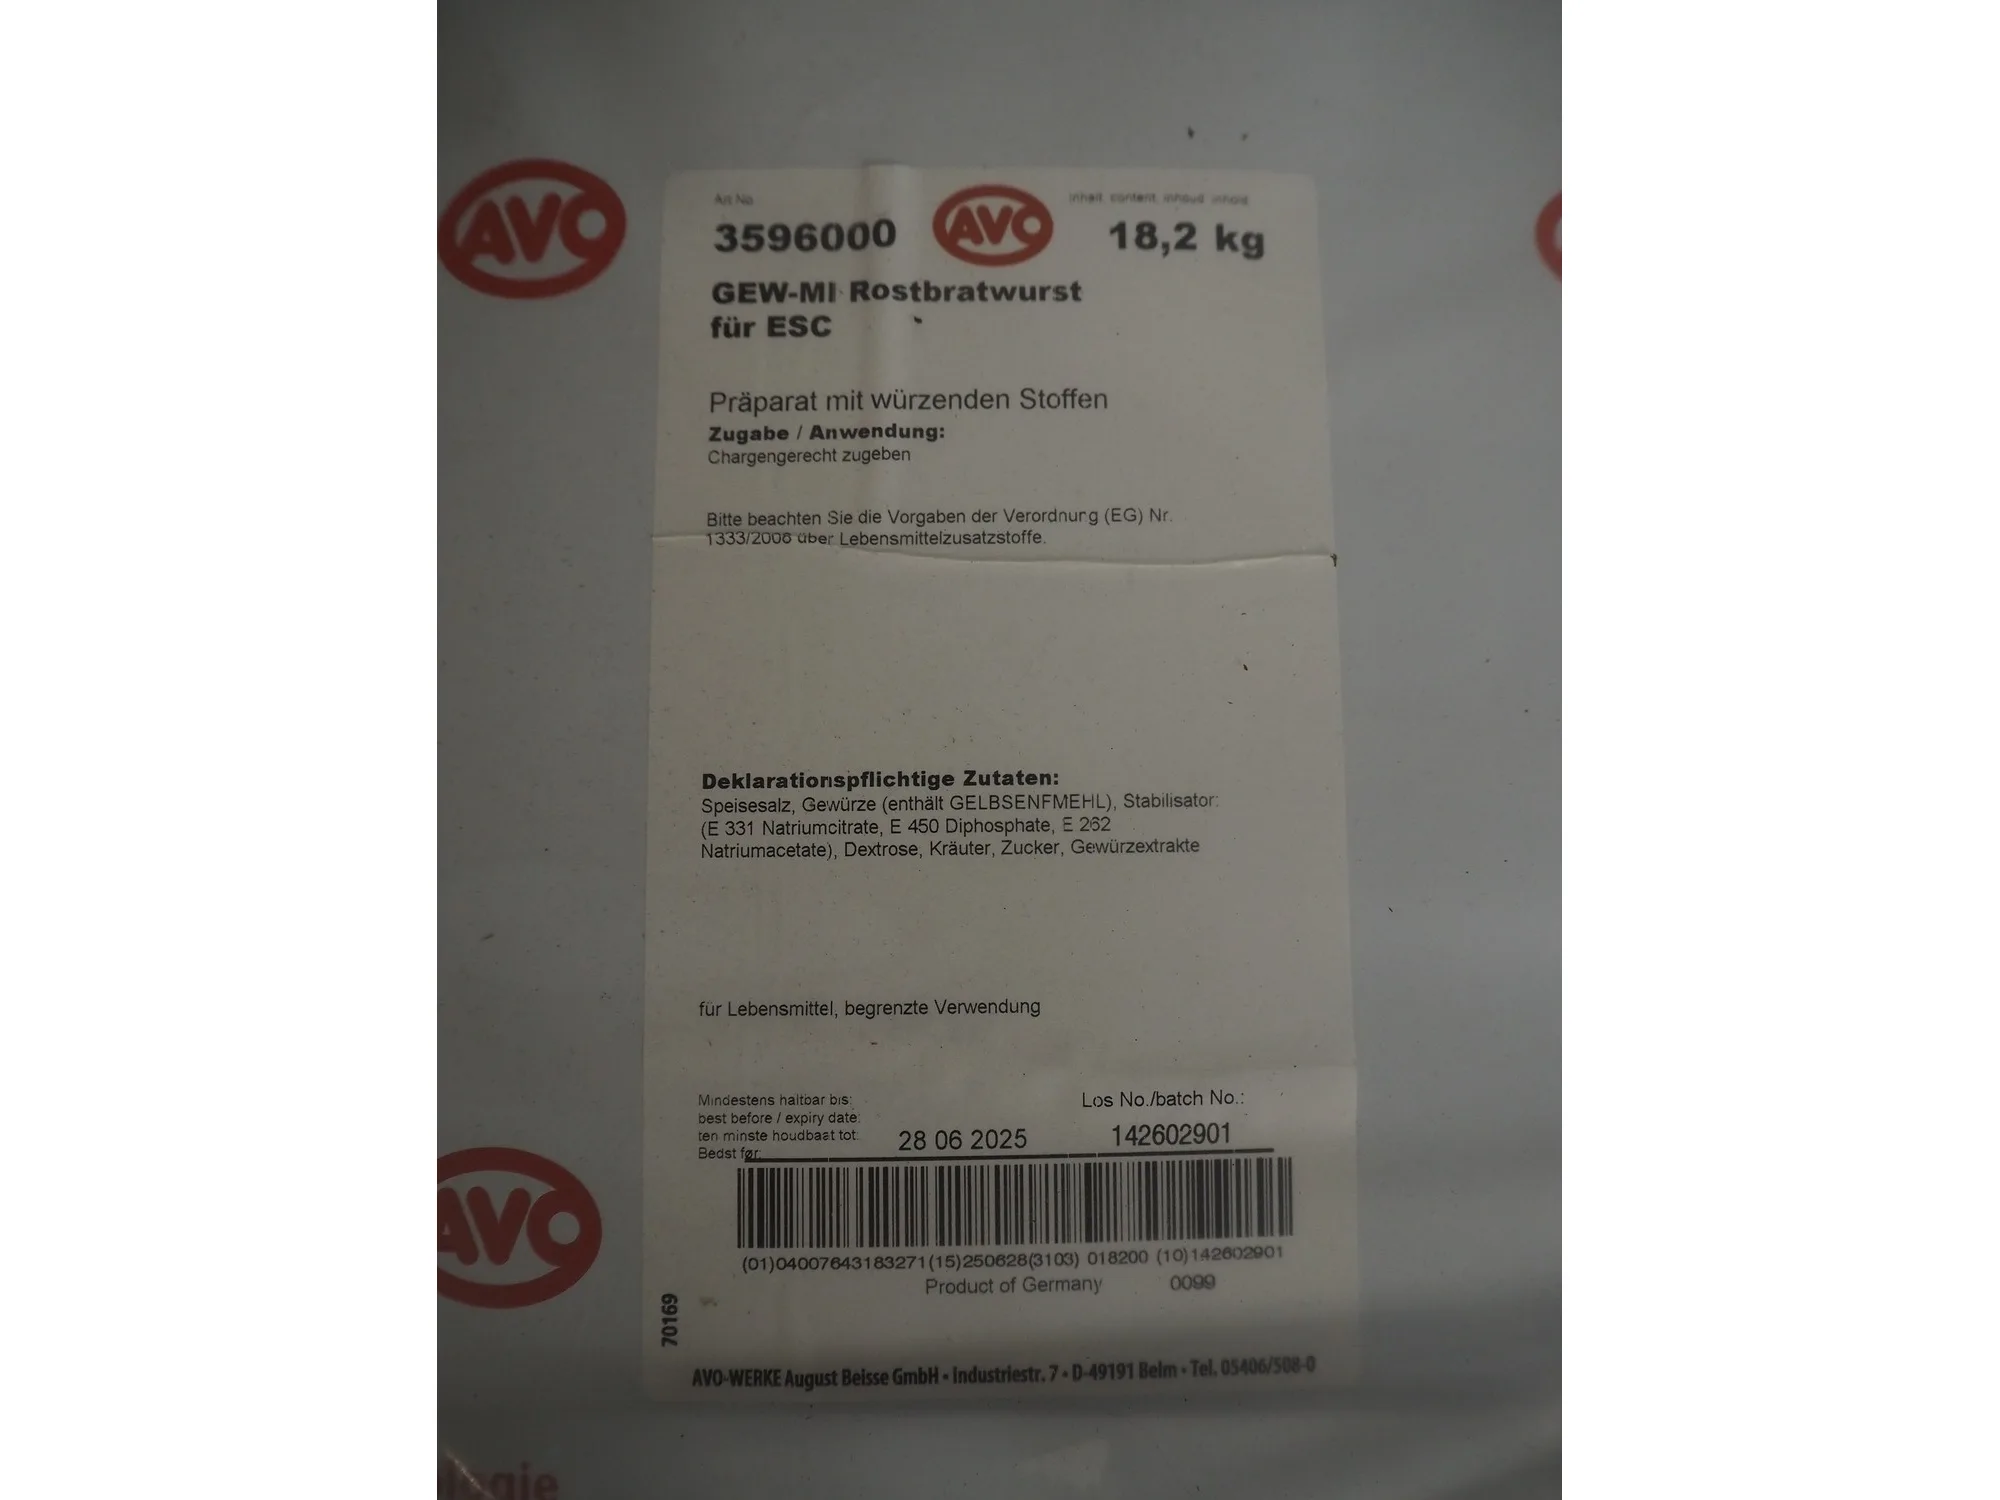 AVO
Art No
3596000
AVO
Inhalt, content, inhoud, inhold
18,2 kg
GEW-MI Rostbratwurst
für ESC
Präparat mit würzenden Stoffen
Zugabe / Anwendung:
Chargengerecht zugeben
Bitte beachten Sie die Vorgaben der Verordnung (EG) Nr.
1333/2008 über Lebensmittelzusatzstoffe.
Deklarationspflichtige Zutaten:
Speisesalz, Gewürze (enthält GELBSENFMEHL), Stabilisator:
(E 331 Natriumcitrate, E 450 Diphosphate, E 262
Natriumacetate), Dextrose, Kräuter, Zucker, Gewürzextrakte
für Lebensmittel, begrenzte Verwendung
Mindestens haltbar bis:
best before / expiry date:
ten minste houdbaat tot:
Bedst før:
28 06 2025
Los No./batch No.:
142602901
(01)04007643183271(15)250628(3103) 018200 (10)142602901
Product of Germany 0099
70169
AVO-WERKE August Beisse GmbH • Industriestr. 7 • D-49191 Belm • Tel. 05406/508-0
AVO